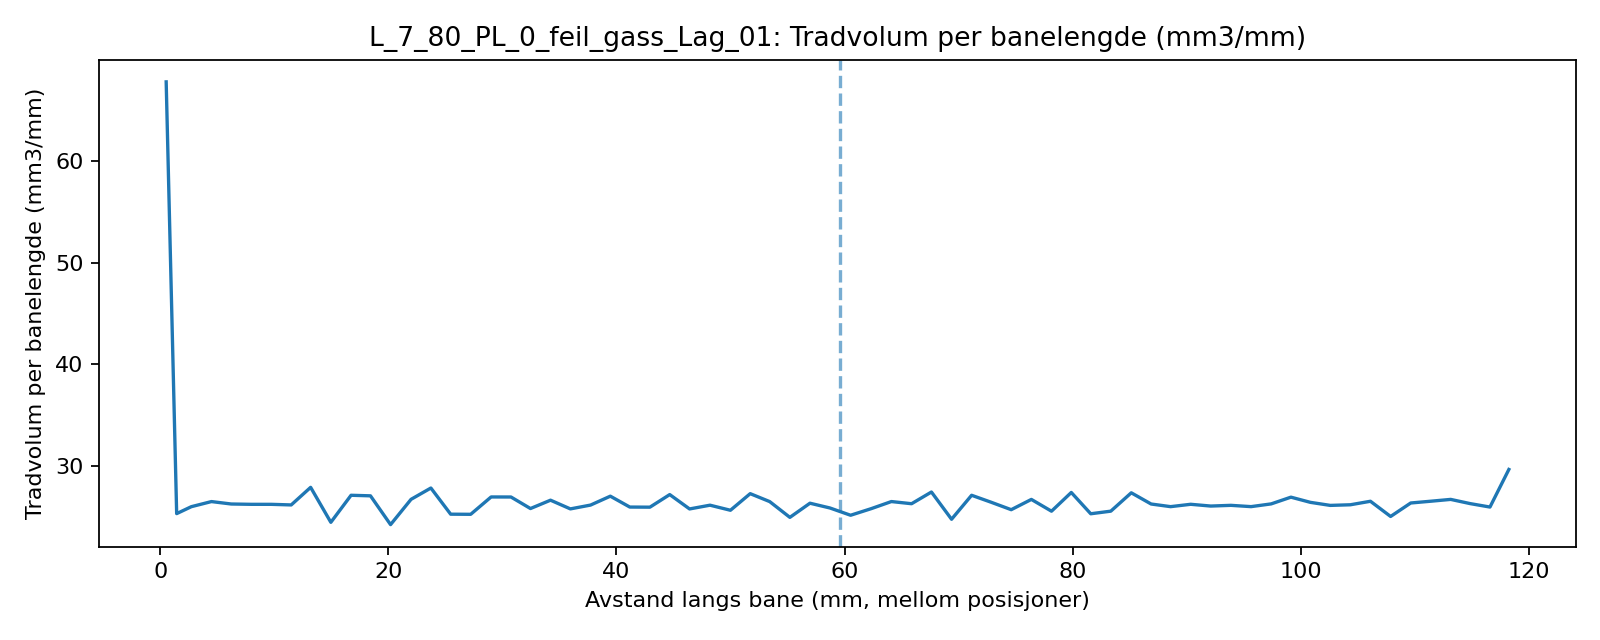 L_7_80_PL_0_feil_gass_Lag_01: Tradvolum per banelengde (mm3/mm)
Tradvolum per banelengde (mm3/mm)
60
50
40
30
0 20 40 60 80 100 120
Avstand langs bane (mm, mellom posisjoner)